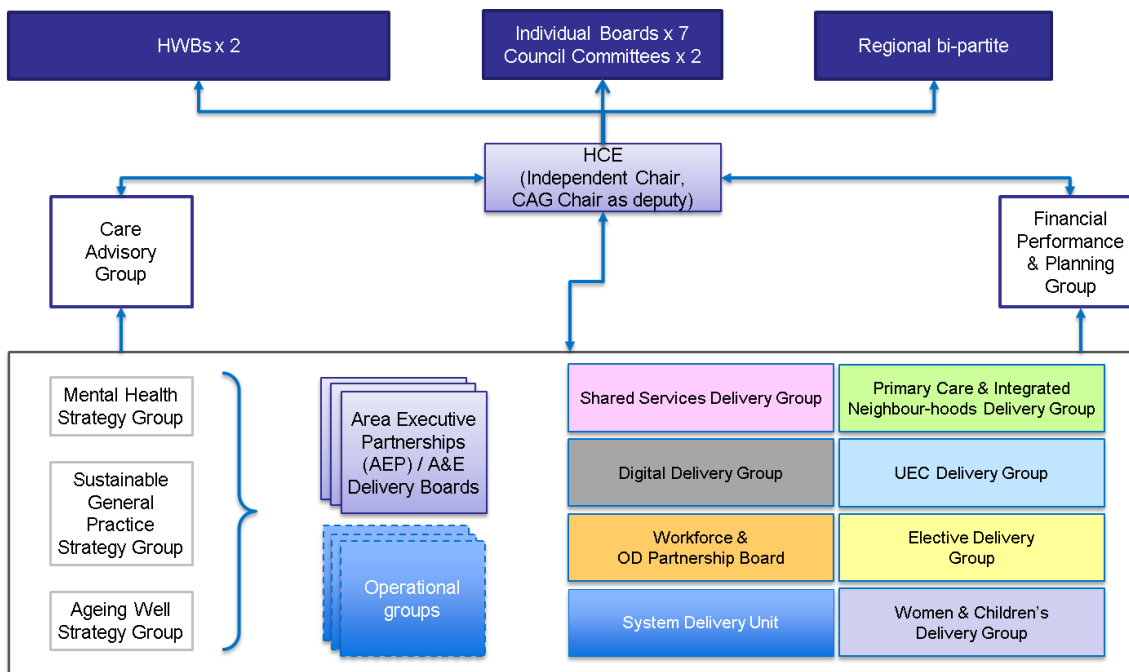 HWBs x 2
Individual Boards x 7
Council Committees x 2
Regional bi-partite
HCE
(Independent Chair,
CAG Chair as deputy)
Care
Advisory
Group
Financial
Performance
& Planning
Group
Mental Health
Strategy Group
Sustainable
General
Practice
Strategy Group
Ageing Well
Strategy Group
Area Executive
Partnerships
(AEP) / A&E
Delivery Boards
Operational
groups
Shared Services Delivery Group
Primary Care & Integrated
Neighbour-hoods Delivery Group
Digital Delivery Group
UEC Delivery Group
Workforce &
OD Partnership Board
Elective Delivery
Group
System Delivery Unit
Women & Children's
Delivery Group